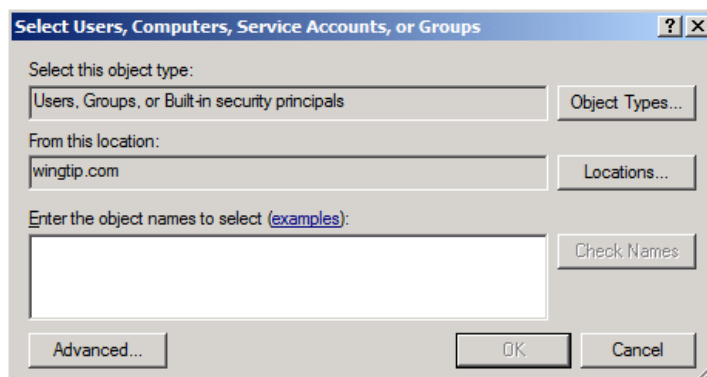 Select Users, Computers, Service Accounts, or Groups
Select this object type:
Users, Groups, or Built-in security principals
Object Types...
From this location:
wingtip.com
Locations...
Enter the object names to select (examples):
Check Names
Advanced...
OK
Cancel